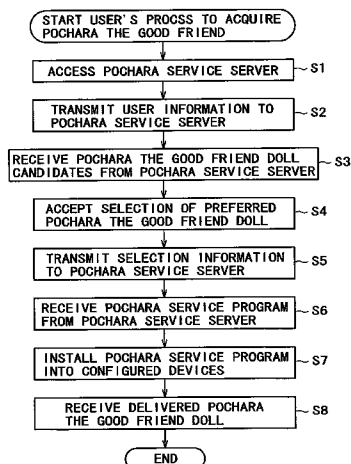 START USER'S PROCSS TO ACQUIRE
POCHARA THE GOOD FRIEND
ACCESS POCHARA SERVICE SERVER
S1
TRANSMIT USER INFORMATION TO
POCHARA SERVICE SERVER
S2
RECEIVE POCHARA THE GOOD FRIEND DOLL
CANDIDATES FROM POCHARA SERVICE SERVER
S3
ACCEPT SELECTION OF PREFERRED
POCHARA THE GOOD FRIEND DOLL
S4
TRANSMIT SELECTION INFORMATION
TO POCHARA SERVICE SERVER
S5
RECEIVE POCHARA SERVICE PROGRAM
FROM POCHARA SERVICE SERVER
S6
INSTALL POCHARA SERVICE PROGRAM
INTO CONFIGURED DEVICES
S7
RECEIVE DELIVERED POCHARA
THE GOOD FRIEND DOLL
S8
END